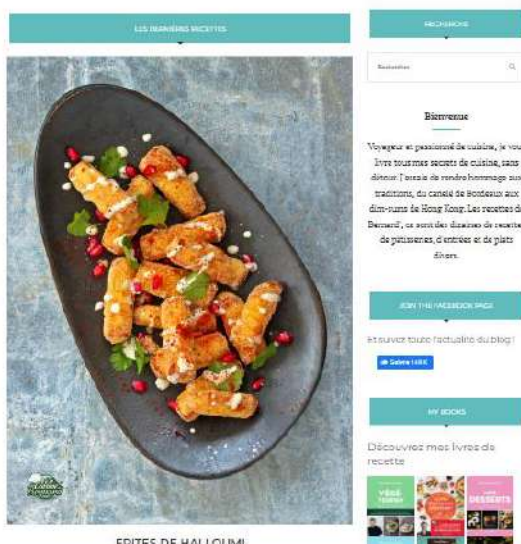 LES DERNIÈRES RECETTES
FRITES DE HALLOUMI
RECHERCHE
Rechercher
Bienvenue
Voyageur et passionné de cuisine, je vous
livre tous mes secrets de cuisine, sans
détour. J'essaie de rendre hommage aux
traditions, du canelé de Bordeaux aux
dim-sums de Hong Kong. Les recettes de
Bernard', ce sont des dizaines de recettes
de pâtisseries, d'entrées et de plats
divers.
JOIN THE FACEBOOK PAGE
Et suivez toute l'actualité du blog !
MY BOOKS
Découvrez mes livres de
recette
DESSERTS